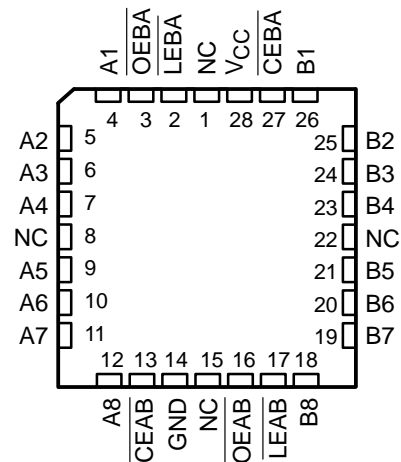 A1 OEBA LEBA NC VCC CEBA B1
4 3 2 1 28 27 26
A2 5 25 B2
A3 6 24 B3
A4 7 23 B4
NC 8 22 NC
A5 9 21 B5
A6 10 20 B6
A7 11 19 B7
12 13 14 15 16 17 18
A8 CEAB GND NC OEAB LEAB B8